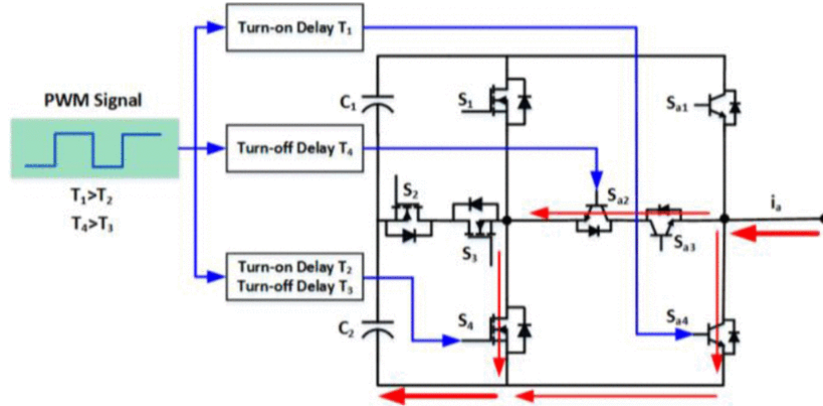 Turn-on Delay T₁
PWM Signal
C₁
S₁
Sₐ₁
Turn-off Delay T₄
T₁>T₂
T₄>T₃
S₂
Sₐ₂
iₐ
S₃
Sₐ₃
Turn-on Delay T₂
Turn-off Delay T₃
C₂
S₄
Sₐ₄